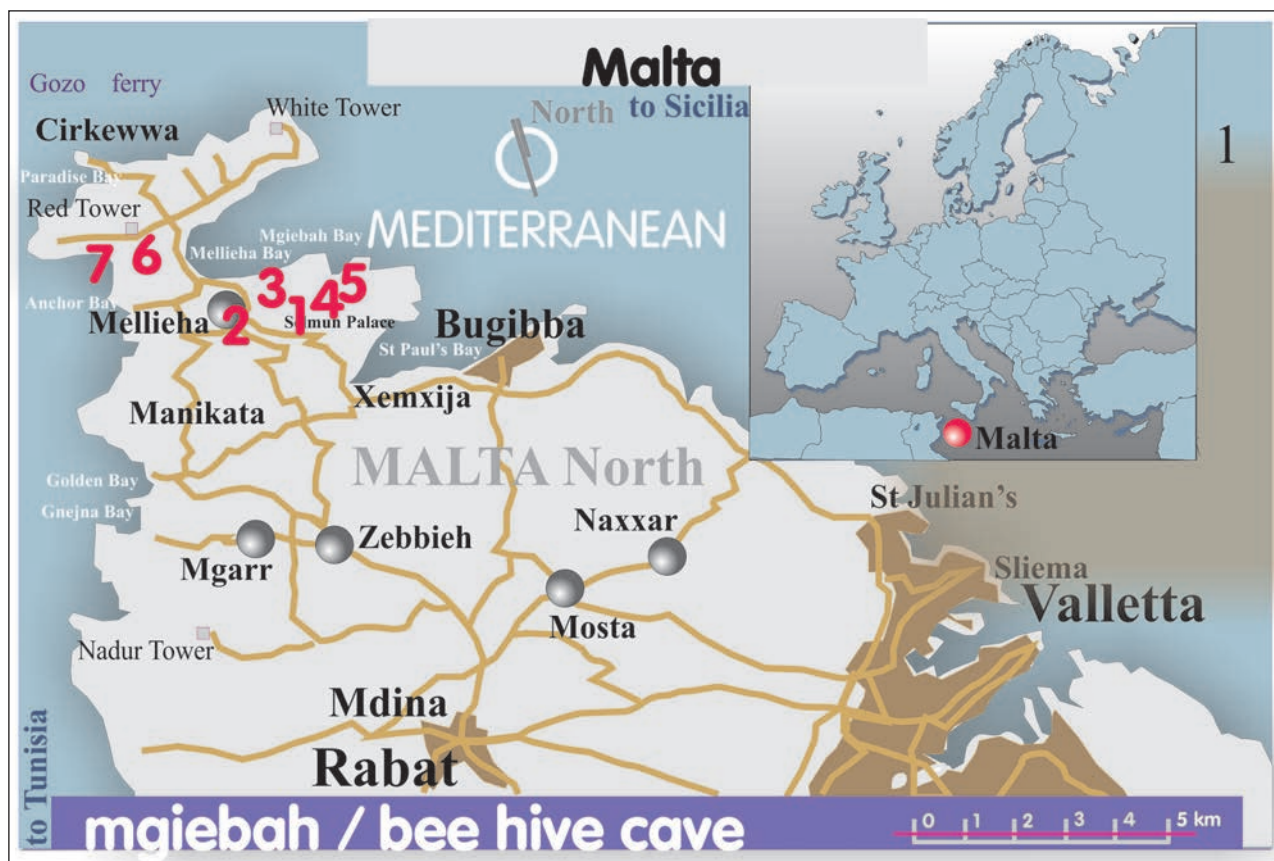 Malta
North
to Sicilia
Gozo ferry
White Tower
Cirkewwa
1
Paradise Bay
Red Tower
MEDITERRANEAN
Mgiebah Bay
Mellieha Bay
7
6
3
1
4
5
Anchor Bay
Mellieha
2
Selmun Palace
Bugibba
St Paul's Bay
Xemxija
Manikata
Malta
MALTA North
Golden Bay
Gnejna Bay
St Julian's
Naxxar
Zebbieh
Mgarr
Sliema
Valletta
Mosta
Nadur Tower
Mdina
Rabat
to Tunisia
mgiebah / bee hive cave
0 1 2 3 4 5 km